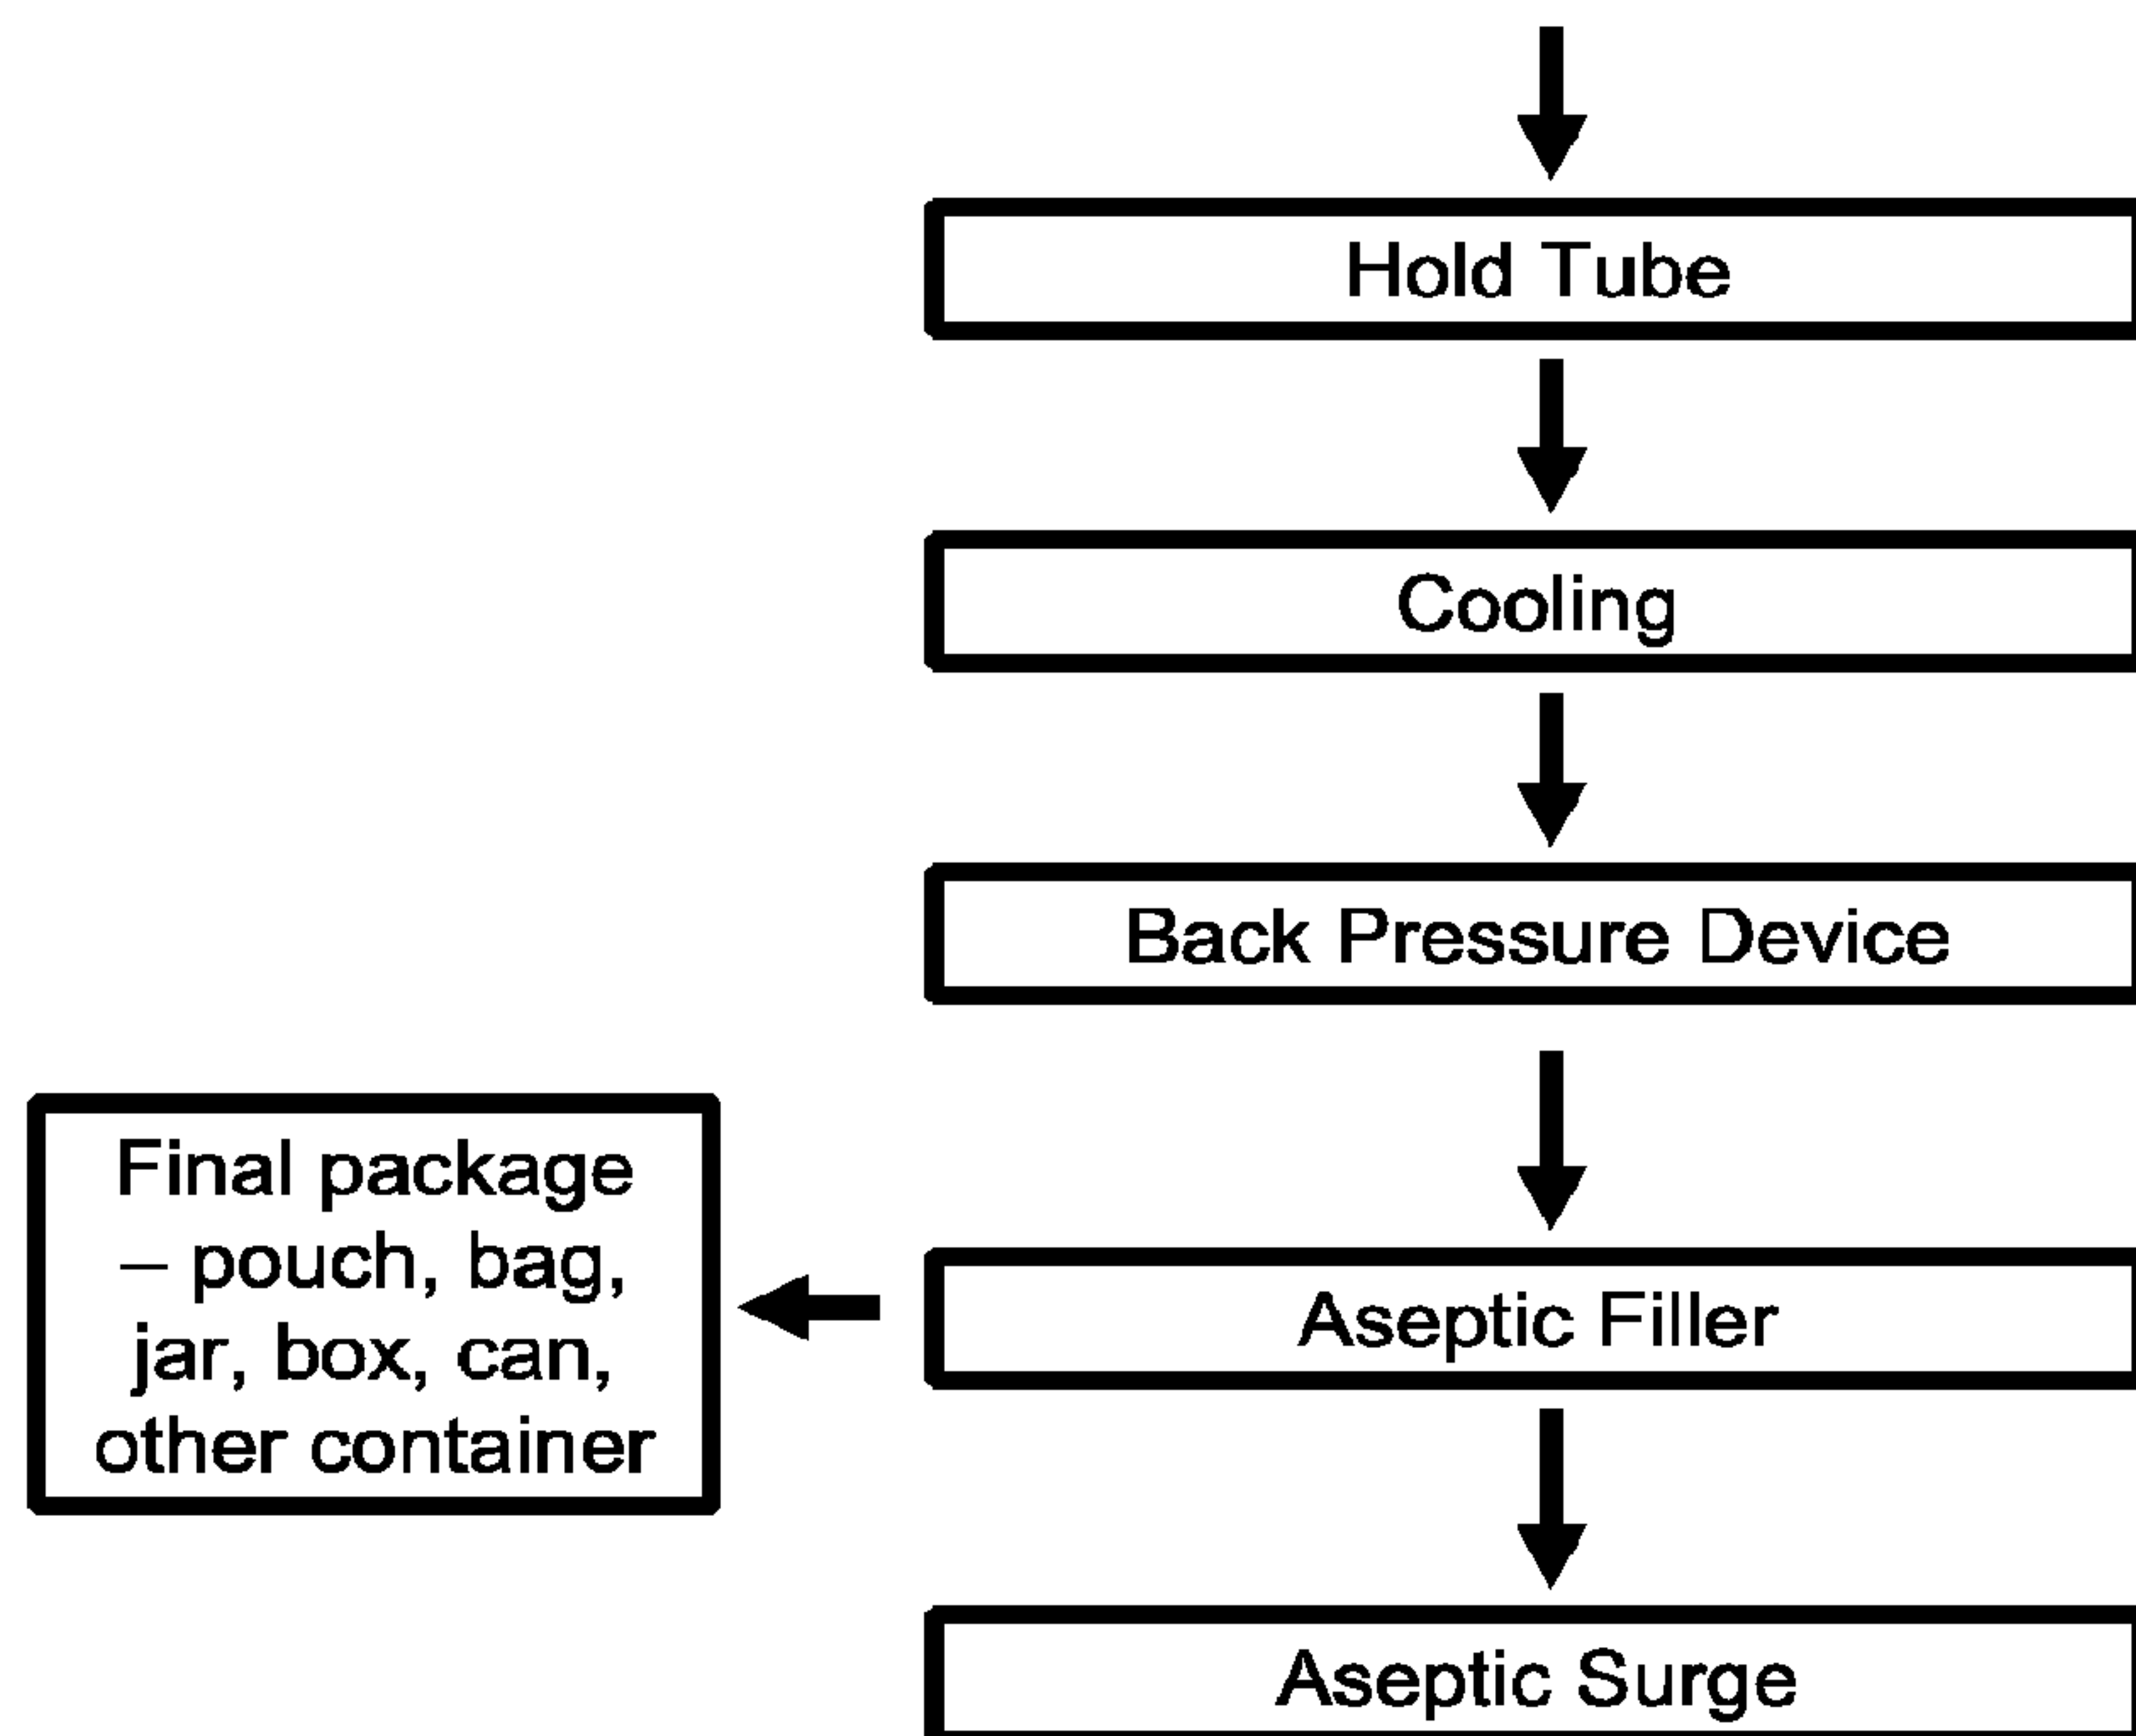 Hold Tube
Cooling
Back Pressure Device
Final package
– pouch, bag,
jar, box, can,
other container
Aseptic Filler
Aseptic Surge